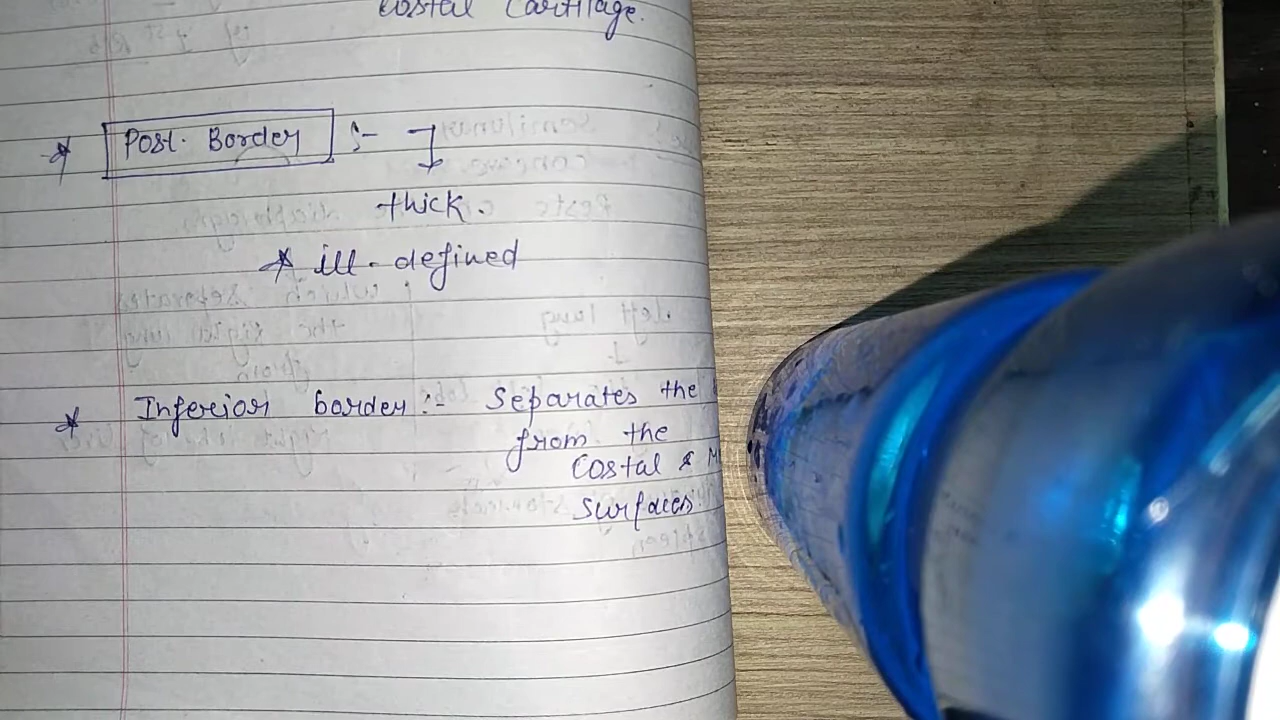 Costal Cartilage.
* Post. Border :-
thick.
* ill-defined
* Inferior border :- Separates the
from the
Costal &
Surfaces.